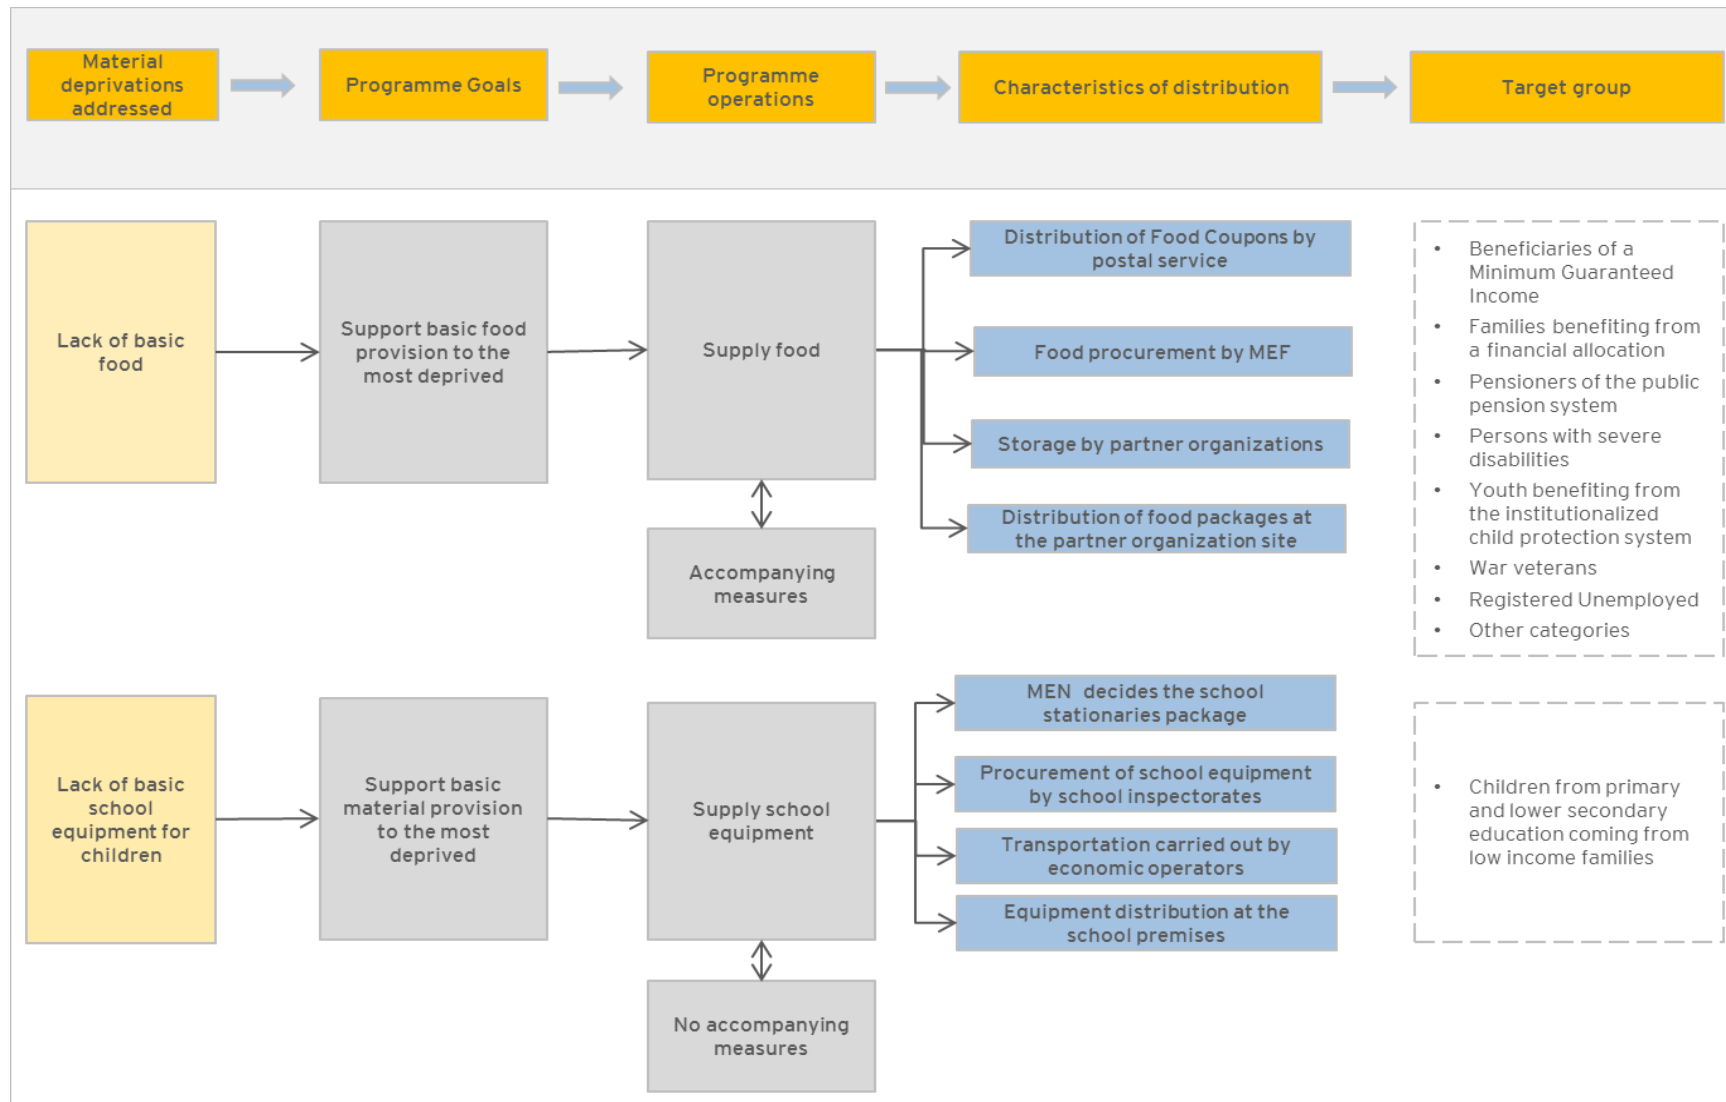 Material
deprivations
addressed
Programme Goals
Programme
operations
Characteristics of distribution
Target group
Lack of basic
food
Support basic food
provision to the
most deprived
Supply food
Accompanying
measures
Distribution of Food Coupons by
postal service
Food procurement by MEF
Storage by partner organizations
Distribution of food packages at
the partner organization site
• Beneficiaries of a
Minimum Guaranteed
Income
• Families benefiting from
a financial allocation
• Pensioners of the public
pension system
• Persons with severe
disabilities
• Youth benefiting from
the institutionalized
child protection system
• War veterans
• Registered Unemployed
• Other categories
Lack of basic
school
equipment for
children
Support basic
material provision
to the most
deprived
Supply school
equipment
No accompanying
measures
MEN decides the school
stationaries package
Procurement of school equipment
by school inspectorates
Transportation carried out by
economic operators
Equipment distribution at the
school premises
• Children from primary
and lower secondary
education coming from
low income families